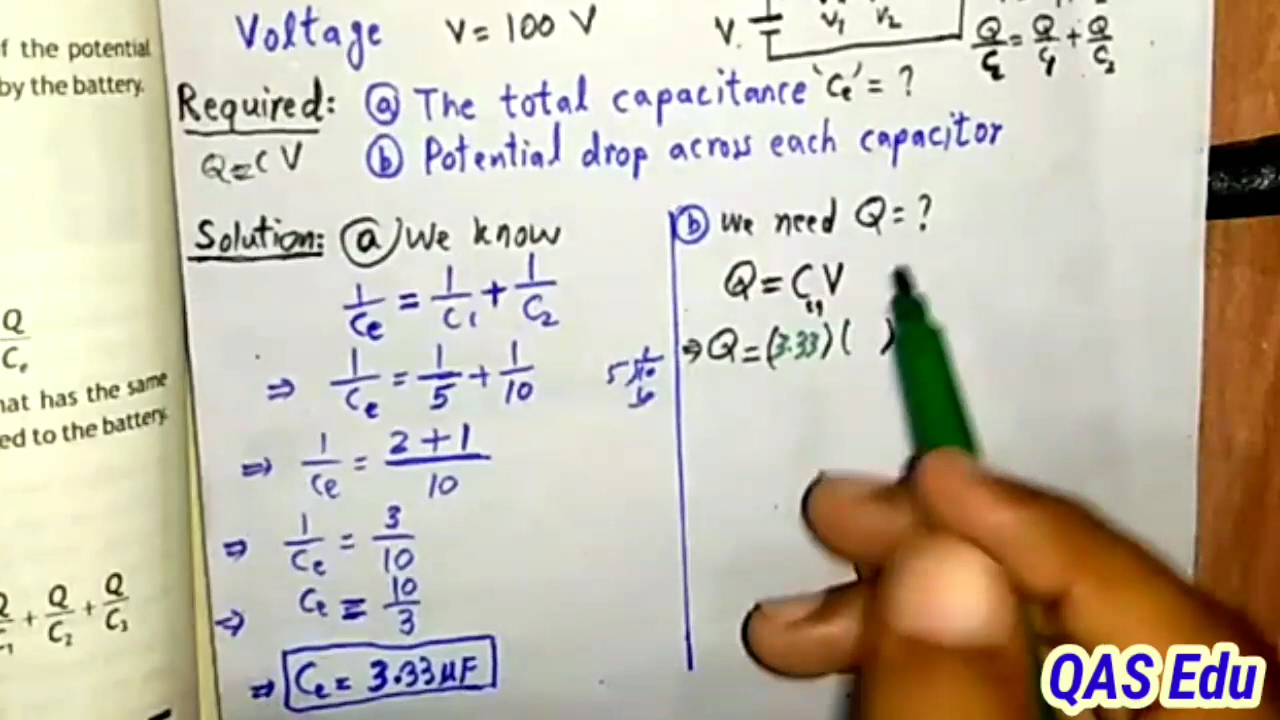 f the potential
by the battery.
Q
C
hat has the same
ed to the battery.
Q/C₁ + Q/C₂ + Q/C₃
Voltage V = 100 V
V V₁ V₂
Q/Cₑ = Q/C₁ + Q/C₂
Required: ⓐ The total capacitance 'Cₑ' = ?
Q = CV ⓑ Potential drop across each capacitor
Solution: ⓐ We know
1/Cₑ = 1/C₁ + 1/C₂
⇒ 1/Cₑ = 1/5 + 1/10
⇒ 1/Cₑ = 2+1/10
⇒ 1/Cₑ = 3/10
⇒ Cₑ = 10/3
⇒ Cₑ = 3.33 μF
ⓑ We need Q = ?
Q = C V
⇒ Q = (3.33)( )
QAS Edu